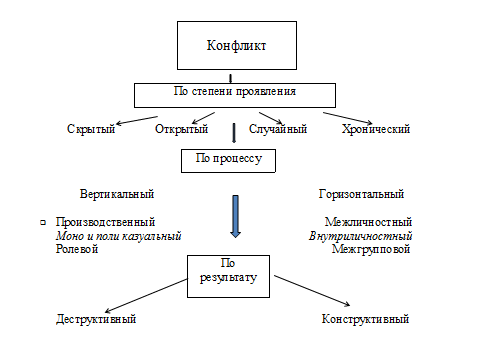 Конфликт
По степени проявления
Скрытый Открытый Случайный Хронический
По процессу
Вертикальный Горизонтальный
Производственный Межличностный
Моно и поли казуальный Внутриличностный
Ролевой Межгрупповой
По
результату
Деструктивный Конструктивный